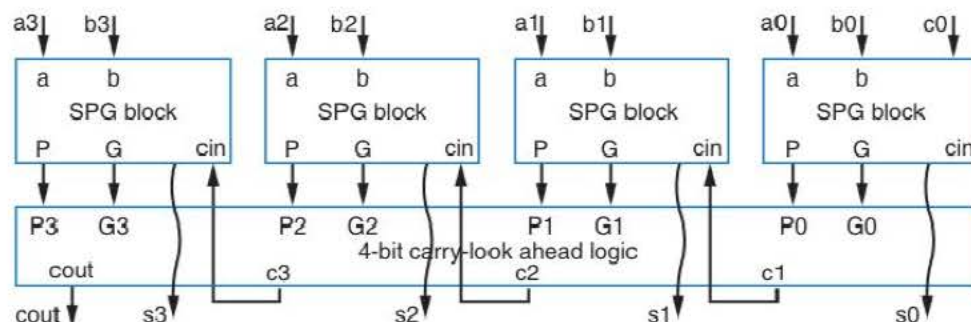 a3 b3 a2 b2 a1 b1 a0 b0 c0
a b a b a b a b
SPG block SPG block SPG block SPG block
P G cin P G cin P G cin P G cin
P3 G3 P2 G2 P1 G1 P0 G0
4-bit carry-look ahead logic
cout c3 c2 c1
cout s3 s2 s1 s0